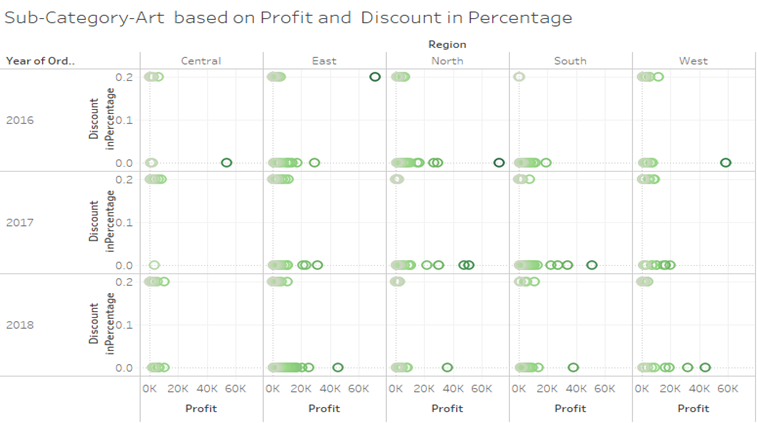 Sub-Category-Art based on Profit and Discount in Percentage
Region
Year of Ord.. Central East North South West
2016 Discount inPercentage 0.2 0.1 0.0
2017 Discount inPercentage 0.2 0.1 0.0
2018 Discount inPercentage 0.2 0.1 0.0
0K 20K 40K 60K 0K 20K 40K 60K 0K 20K 40K 60K 0K 20K 40K 60K 0K 20K 40K 60K
Profit Profit Profit Profit Profit